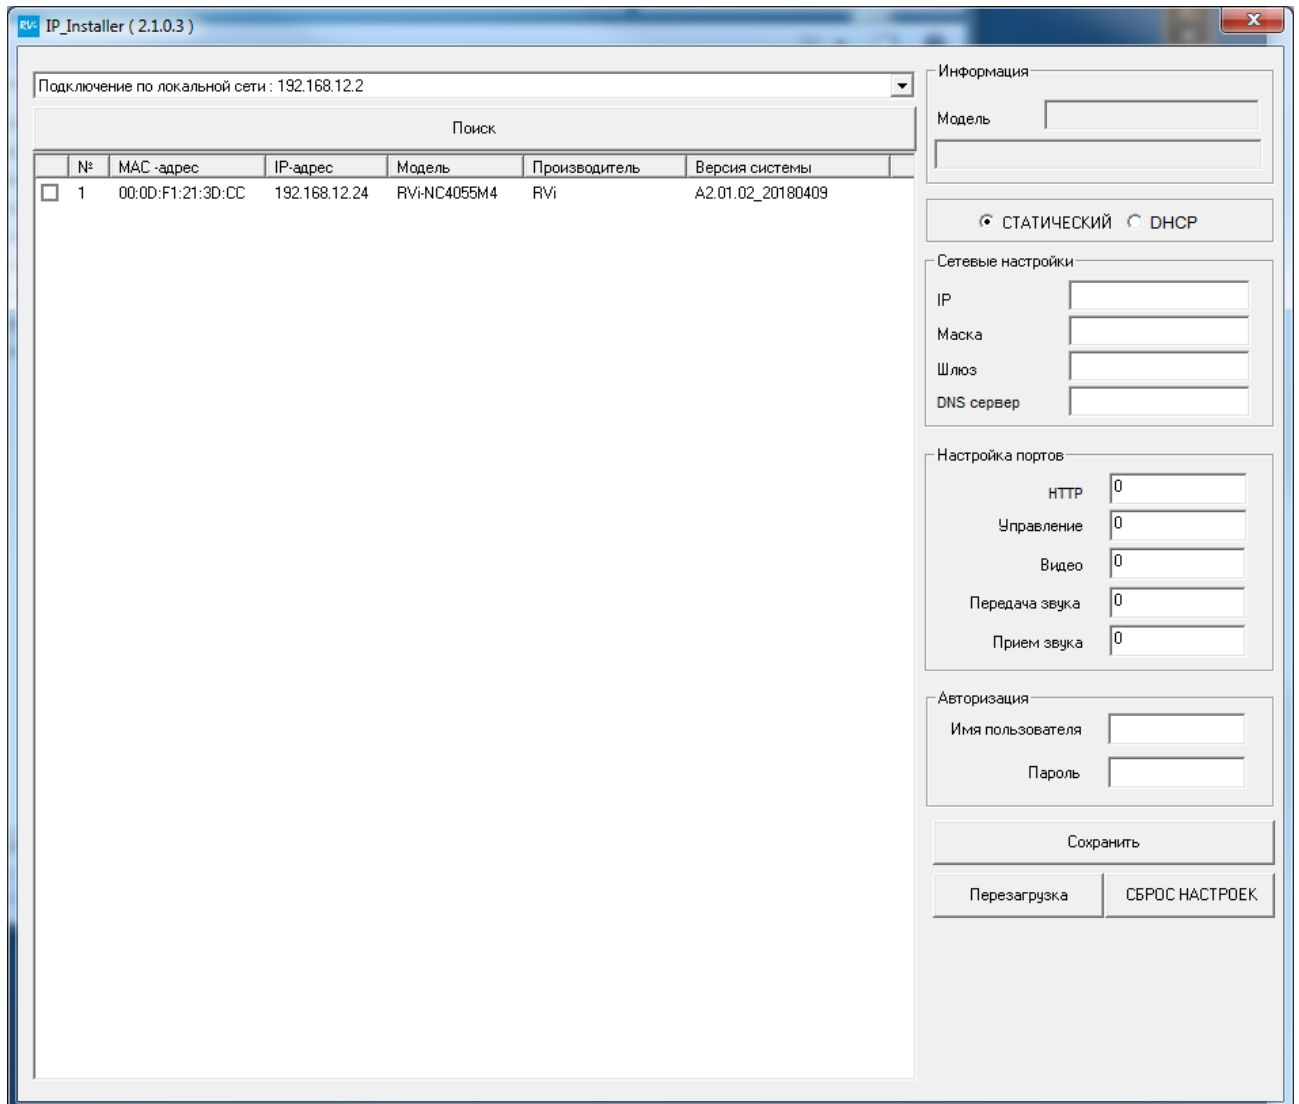 RVi IP_Installer ( 2.1.0.3 )
Подключение по локальной сети : 192.168.12.2
Поиск
№ MAC -адрес IP-адрес Модель Производитель Версия системы
1 00:0D:F1:21:3D:CC 192.168.12.24 RVi-NC4055M4 RVi A2.01.02_20180409
Информация
Модель
СТАТИЧЕСКИЙ DHCP
Сетевые настройки
IP
Маска
Шлюз
DNS сервер
Настройка портов
HTTP 0
Управление 0
Видео 0
Передача звука 0
Прием звука 0
Авторизация
Имя пользователя
Пароль
Сохранить
Перезагрузка СБРОС НАСТРОЕК